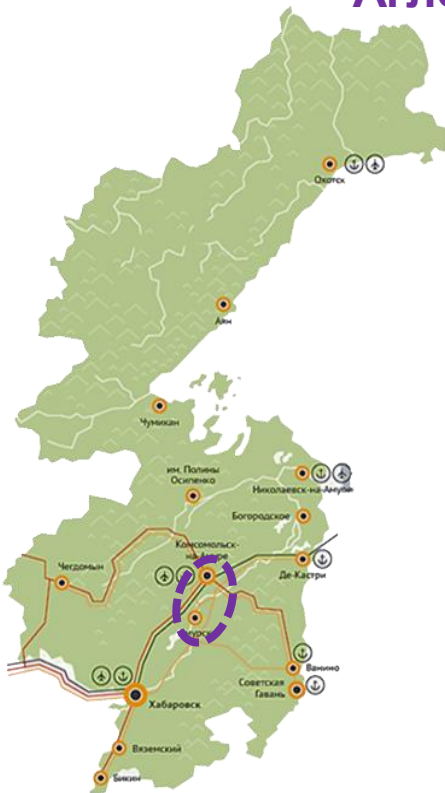 Охотск
Аян
Чумикан
им. Полины
Осипенко
Николаевск-на-Амуре
Богородское
Комсомольск-
на-Амуре
Чегдомын
Де-Кастри
Ванино
Советская
Гавань
Хабаровск
Вяземский
Бикин